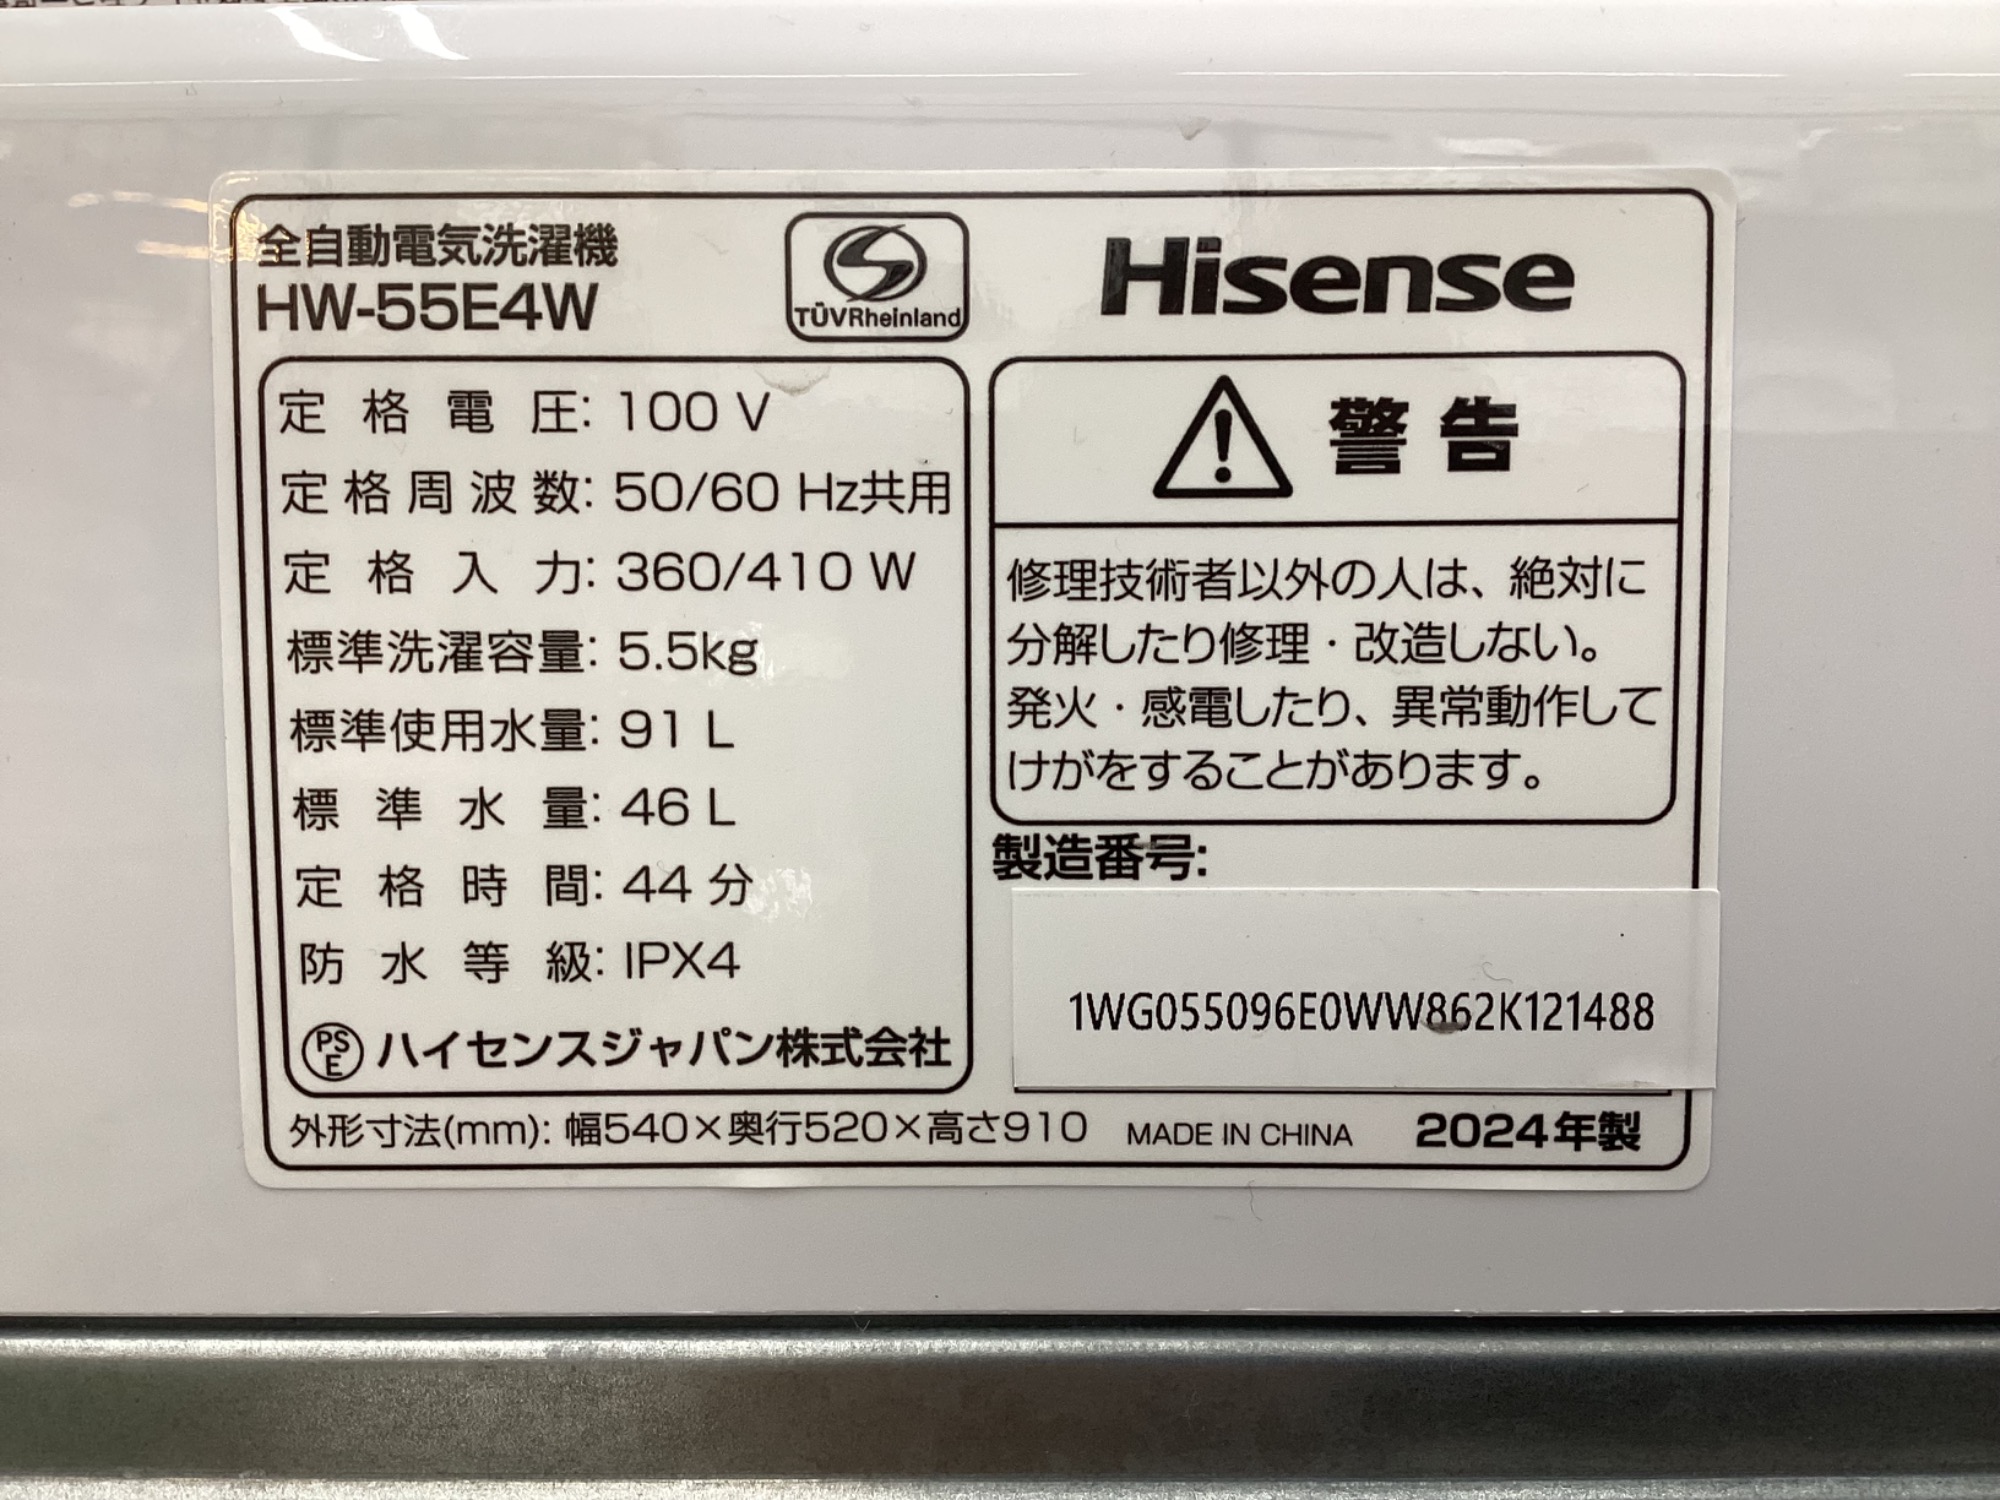 全自動電気洗濯機
HW-55E4W
TÜVRheinland
Hisense
定格電圧: 100 V
定格周波数: 50/60 Hz共用
定格入力: 360/410 W
標準洗濯容量: 5.5kg
標準使用水量: 91 L
標準水量: 46 L
定格時間: 44 分
防水等級: IPX4
PS
E
ハイセンスジャパン株式会社
警告
修理技術者以外の人は、絶対に
分解したり修理・改造しない。
発火・感電したり、異常動作して
けがをすることがあります。
製造番号:
1WG055096E0WW862K121488
外形寸法(mm): 幅540×奥行520×高さ910
MADE IN CHINA
2024年製